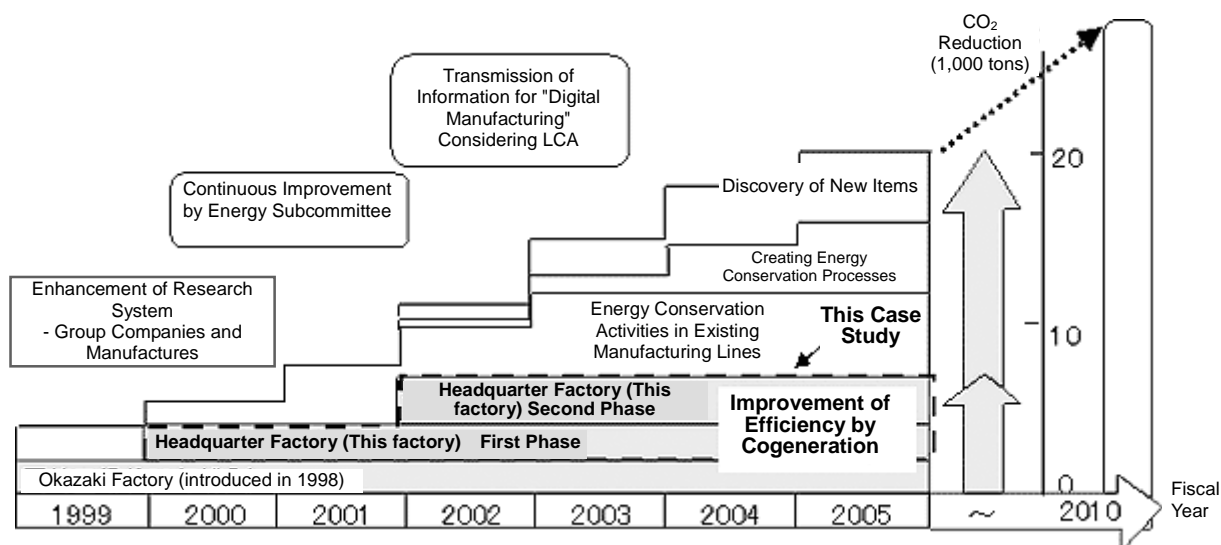 CO₂
Reduction
(1,000 tons)
Transmission of
Information for "Digital
Manufacturing"
Considering LCA
Continuous Improvement
by Energy Subcommittee
Enhancement of Research
System
- Group Companies and
Manufactures
20
Discovery of New Items
Creating Energy
Conservation Processes
Energy Conservation
Activities in Existing
Manufacturing Lines
This Case
Study
10
Headquarter Factory (This
factory) Second Phase
Improvement of
Efficiency by
Cogeneration
Headquarter Factory (This factory) First Phase
Okazaki Factory (introduced in 1998)
0
1999 2000 2001 2002 2003 2004 2005 ~ 2010
Fiscal
Year